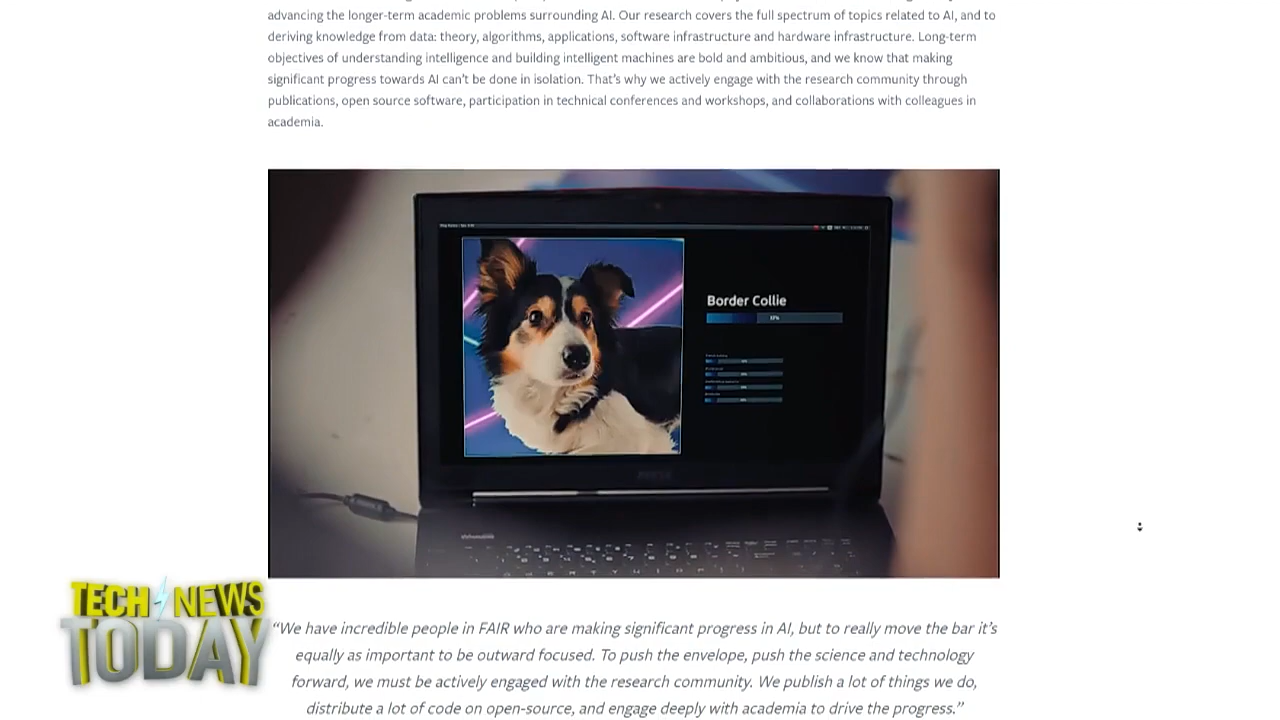 advancing the longer-term academic problems surrounding AI. Our research covers the full spectrum of topics related to AI, and to
deriving knowledge from data: theory, algorithms, applications, software infrastructure and hardware infrastructure. Long-term
objectives of understanding intelligence and building intelligent machines are bold and ambitious, and we know that making
significant progress towards AI can't be done in isolation. That's why we actively engage with the research community through
publications, open source software, participation in technical conferences and workshops, and collaborations with colleagues in
academia.
Border Collie
TECH NEWS
TODAY
“We have incredible people in FAIR who are making significant progress in AI, but to really move the bar it's
equally as important to be outward focused. To push the envelope, push the science and technology
forward, we must be actively engaged with the research community. We publish a lot of things we do,
distribute a lot of code on open-source, and engage deeply with academia to drive the progress.”